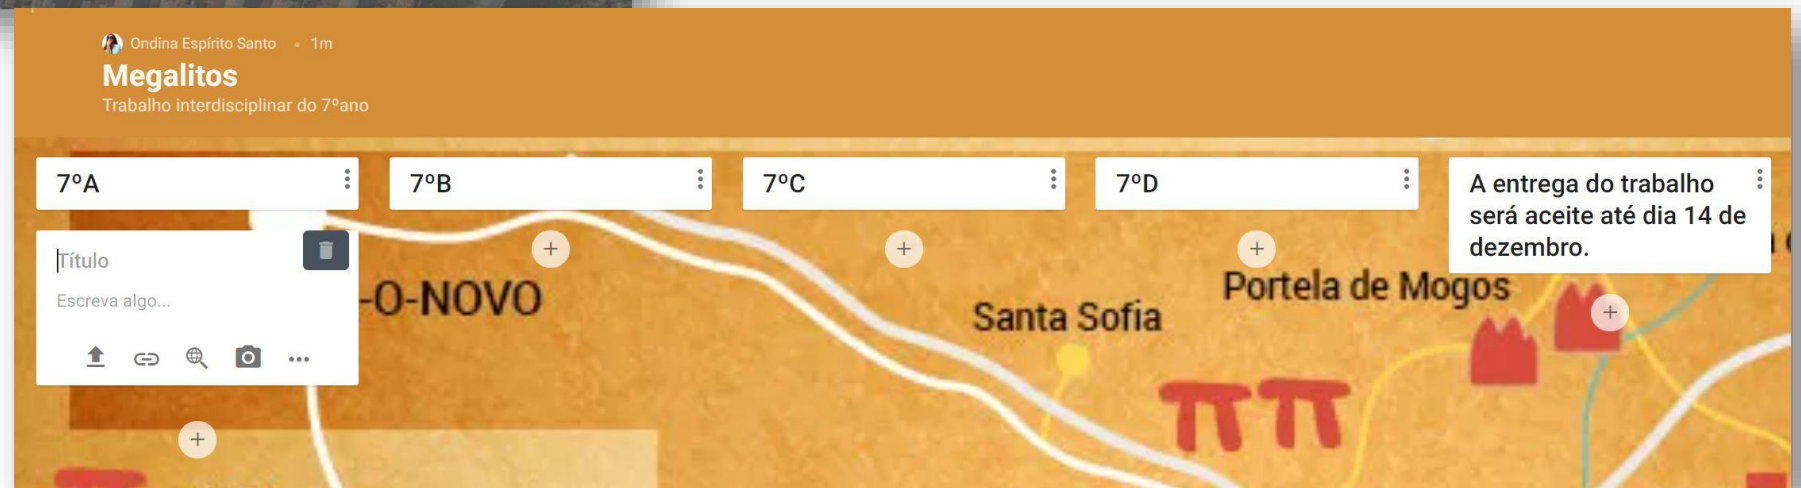 Ondina Espírito Santo • 1m
Megalitos
Trabalho interdisciplinar do 7ºano
7ºA
7ºB
7ºC
7ºD
A entrega do trabalho
será aceite até dia 14 de
dezembro.
Título
Escreva algo...
-O-NOVO
Santa Sofia
Portela de Mogos